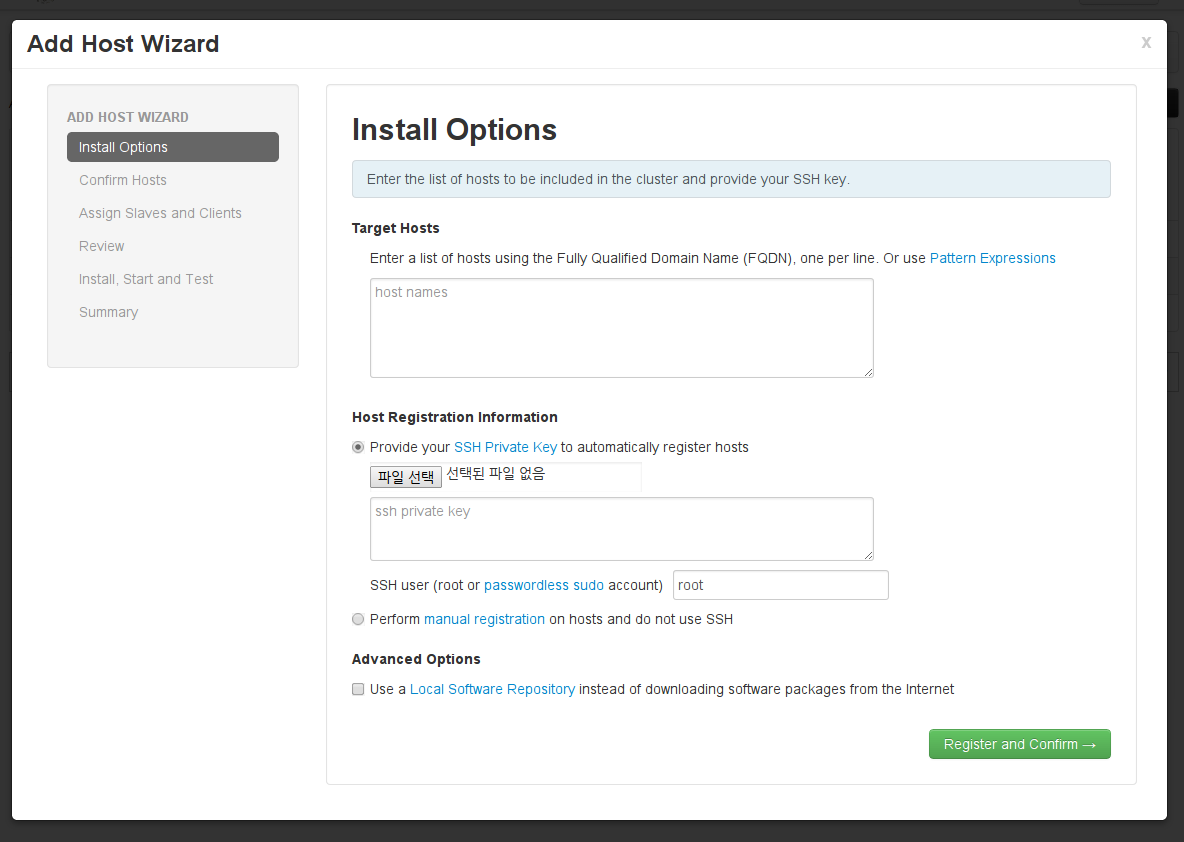 Add Host Wizard
x
ADD HOST WIZARD
Install Options
Confirm Hosts
Assign Slaves and Clients
Review
Install, Start and Test
Summary
Install Options
Enter the list of hosts to be included in the cluster and provide your SSH key.
Target Hosts
Enter a list of hosts using the Fully Qualified Domain Name (FQDN), one per line. Or use Pattern Expressions
host names
Host Registration Information
Provide your SSH Private Key to automatically register hosts
파일 선택 선택된 파일 없음
ssh private key
SSH user (root or passwordless sudo account) root
Perform manual registration on hosts and do not use SSH
Advanced Options
Use a Local Software Repository instead of downloading software packages from the Internet
Register and Confirm →